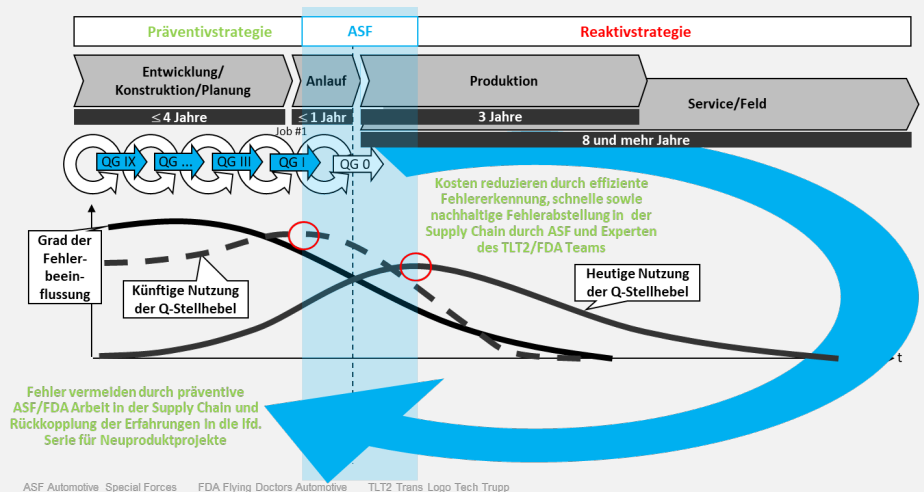 Präventivstrategie
ASF
Reaktivstrategie
Entwicklung/
Konstruktion/Planung
Anlauf
Produktion
Service/Feld
≤ 4 Jahre
≤ 1 Jahr
3 Jahre
8 und mehr Jahre
Job #1
QG IX
QG ...
QG III
QG I
QG 0
Kosten reduzieren durch effiziente
Fehlererkennung, schnelle sowie
nachhaltige Fehlerabstellung in der
Supply Chain durch ASF und Experten
des TLT2/FDA Teams
Grad der
Fehler-
beein-
flussung
Künftige Nutzung
der Q-Stellhebel
Heutige Nutzung
der Q-Stellhebel
t
Fehler vermeiden durch präventive
ASF/FDA Arbeit in der Supply Chain und
Rückkopplung der Erfahrungen in die lfd.
Serie für Neuproduktprojekte
ASF Automotive Special Forces FDA Flying Doctors Automotive TLT2 Trans Logo Tech Trupp